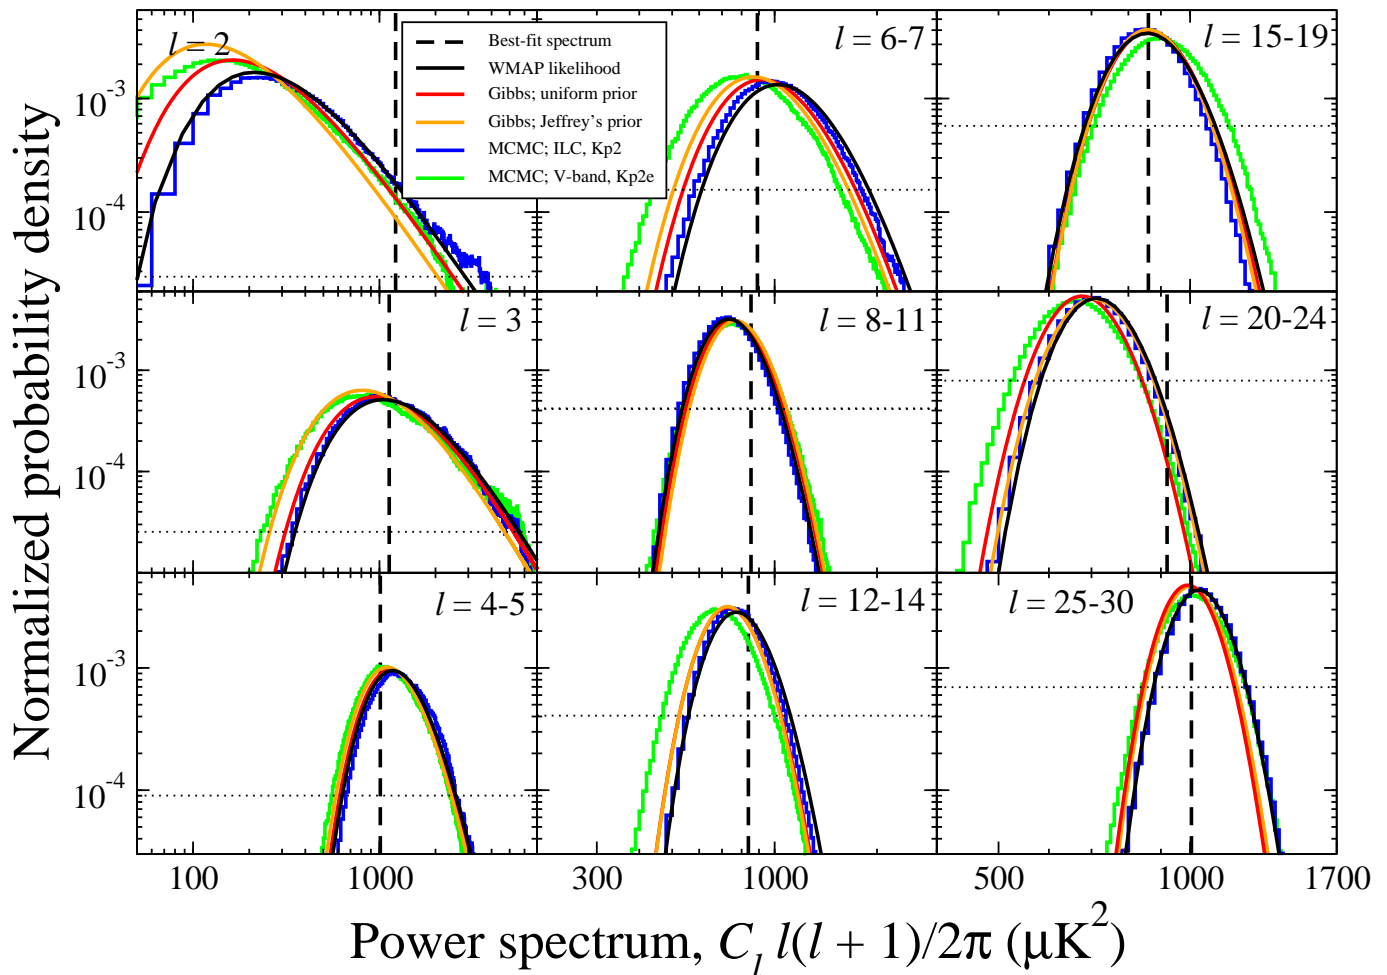 l = 2
l = 6-7
l = 15-19
Best-fit spectrum
WMAP likelihood
Gibbs; uniform prior
Gibbs; Jeffrey's prior
MCMC; ILC, Kp2
MCMC; V-band, Kp2e
10^-3
10^-4
l = 3
l = 8-11
l = 20-24
10^-3
10^-4
l = 4-5
l = 12-14
l = 25-30
10^-3
10^-4
100 1000 300 1000 500 1000 1700
Normalized probability density
Power spectrum, C_l l(l + 1)/2π (μK^2)